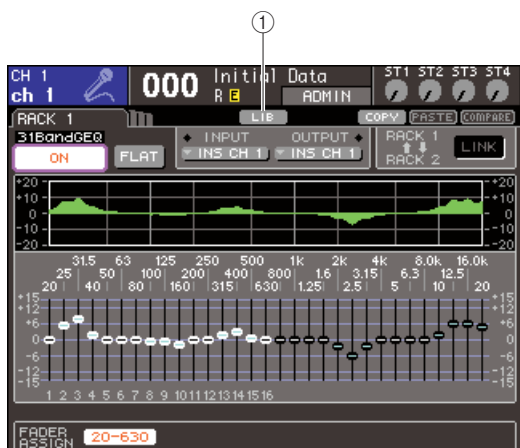 1
CH 1
ch 1
000
Initial Data
R E
ADMIN
ST1 ST2 ST3 ST4
RACK 1
LIB
COPY
PASTE
COMPARE
31BandGEQ
ON
FLAT
INPUT
INS CH 1
OUTPUT
INS CH 1
RACK 1
RACK 2
LINK
+20
+10
0
-10
-20
+20
+10
0
-10
-20
31.5 63 125 250 500 1k 2k 4k 8.0k 16.0k
25 50 100 200 400 800 1.6 3.15 6.3 12.5
20 40 80 160 315 630 1.25 2.5 5 10 20
+15
+12
+6
0
-6
-12
-15
+15
+12
+6
0
-6
-12
-15
1 2 3 4 5 6 7 8 9 10 11 12 13 14 15 16
FADER ASSIGN
20-630